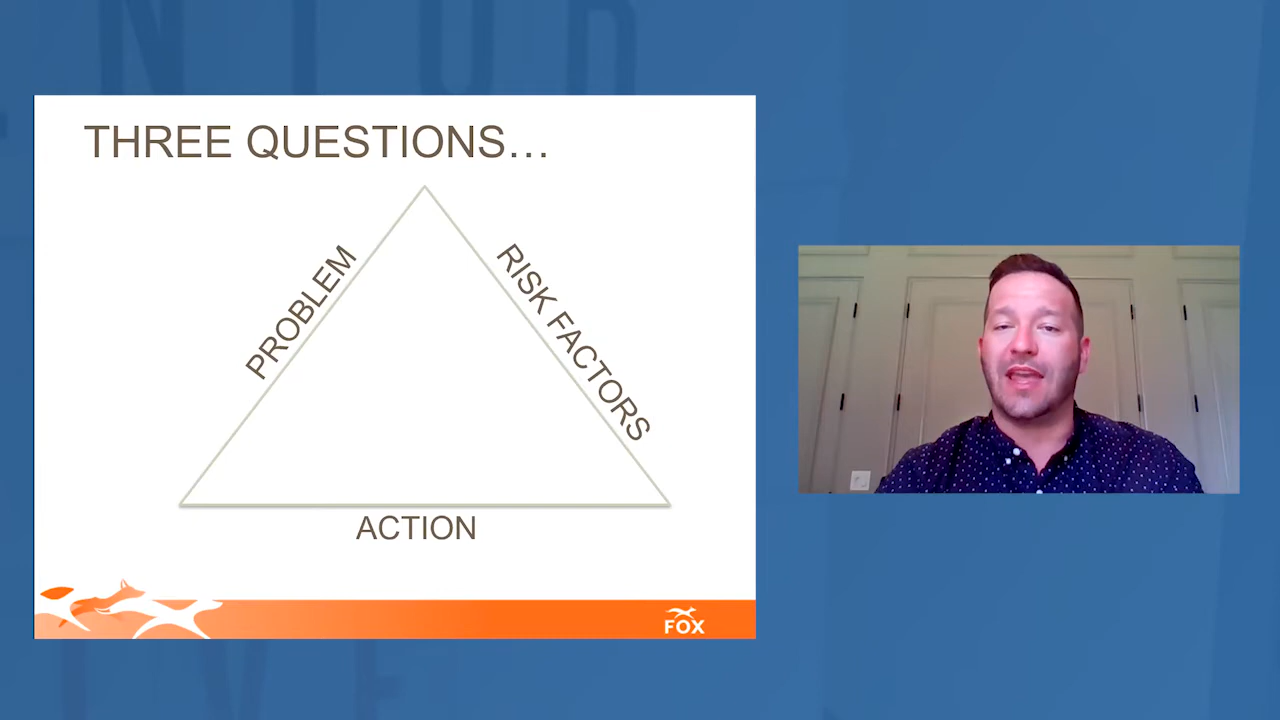 THREE QUESTIONS...
PROBLEM
RISK FACTORS
ACTION
FOX